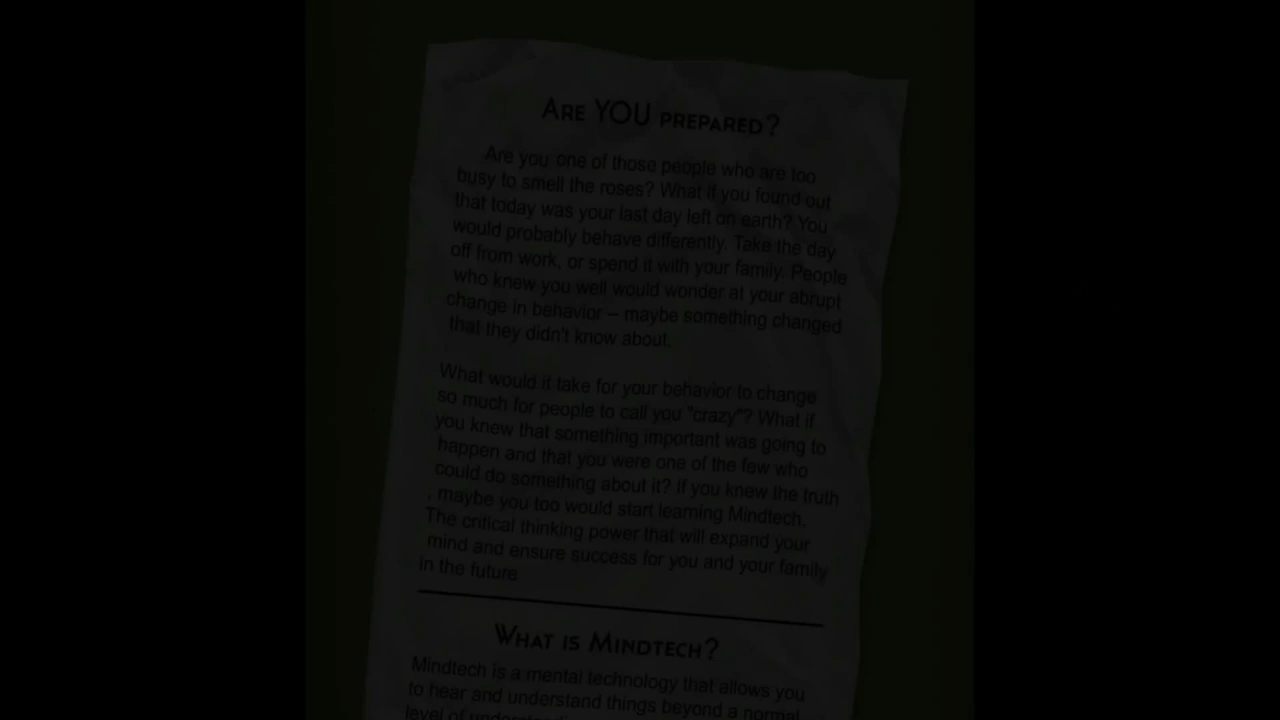 Are YOU prepared?
Are you one of those people who are too
busy to smell the roses? What if you found out
that today was your last day left on earth? You
would probably behave differently. Take the day
off from work, or spend it with your family. People
who knew you well would wonder at your abrupt
change in behavior – maybe something changed
that they didn't know about.
What would it take for your behavior to change
so much for people to call you "crazy"? What if
you knew that something important was going to
happen and that you were one of the few who
could do something about it? If you knew the truth
, maybe you too would start learning Mindtech.
The critical thinking power that will expand your
mind and ensure success for you and your family
in the future
What is Mindtech?
Mindtech is a mental technology that allows you
to hear and understand things beyond a normal
level of